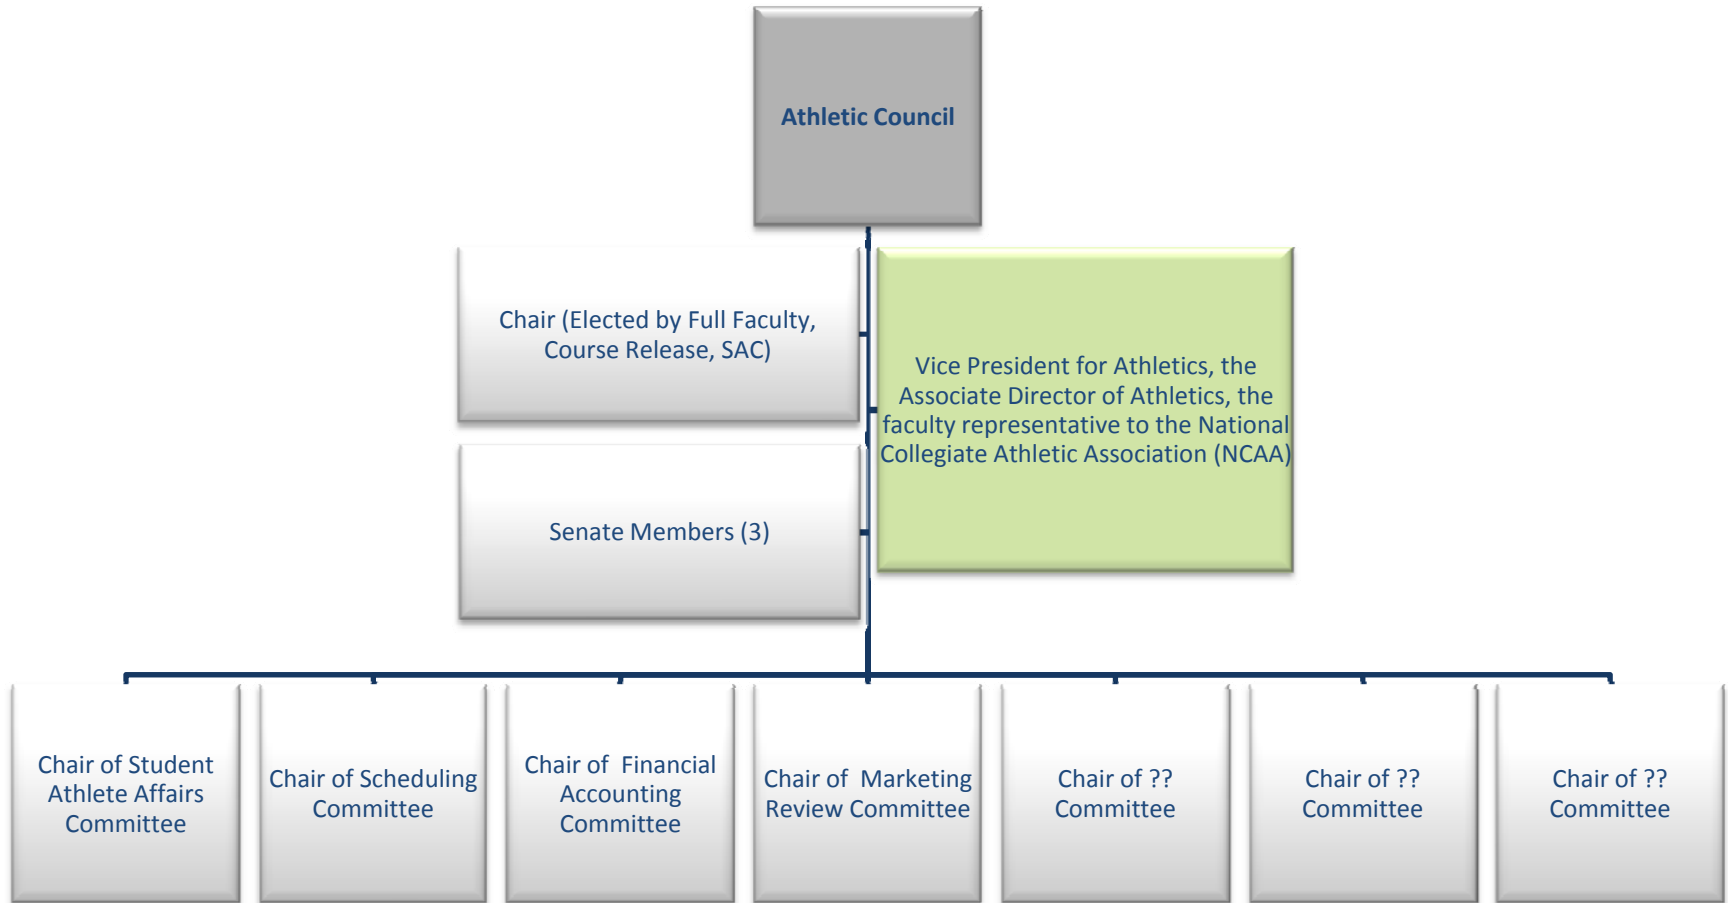 Athletic Council
Chair (Elected by Full Faculty,
Course Release, SAC)
Vice President for Athletics, the
Associate Director of Athletics, the
faculty representative to the National
Collegiate Athletic Association (NCAA)
Senate Members (3)
Chair of Student
Athlete Affairs
Committee
Chair of Scheduling
Committee
Chair of  Financial
Accounting
Committee
Chair of  Marketing
Review Committee
Chair of ??
Committee
Chair of ??
Committee
Chair of ??
Committee